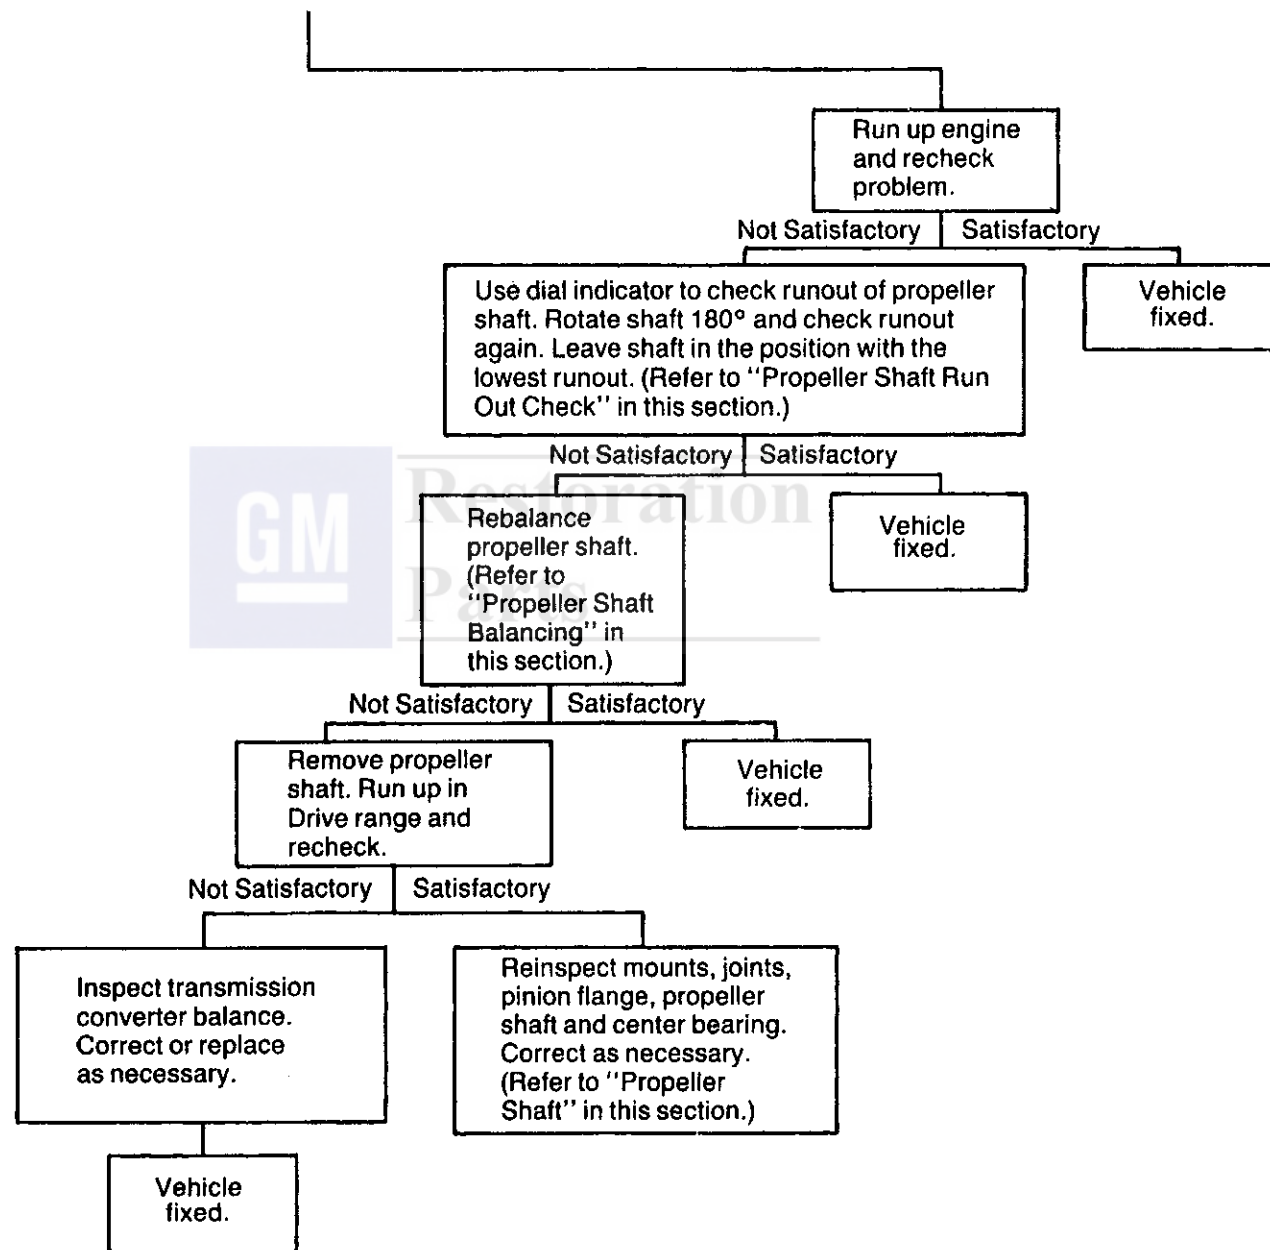 Run up engine
and recheck
problem.
Not Satisfactory
Satisfactory
Use dial indicator to check runout of propeller
shaft. Rotate shaft 180° and check runout
again. Leave shaft in the position with the
lowest runout. (Refer to "Propeller Shaft Run
Out Check" in this section.)
Vehicle
fixed.
Not Satisfactory
Satisfactory
GM
Restoration
Parts
Rebalance
propeller shaft.
(Refer to
"Propeller Shaft
Balancing" in
this section.)
Vehicle
fixed.
Not Satisfactory
Satisfactory
Remove propeller
shaft. Run up in
Drive range and
recheck.
Vehicle
fixed.
Not Satisfactory
Satisfactory
Inspect transmission
converter balance.
Correct or replace
as necessary.
Reinspect mounts, joints,
pinion flange, propeller
shaft and center bearing.
Correct as necessary.
(Refer to "Propeller
Shaft" in this section.)
Vehicle
fixed.